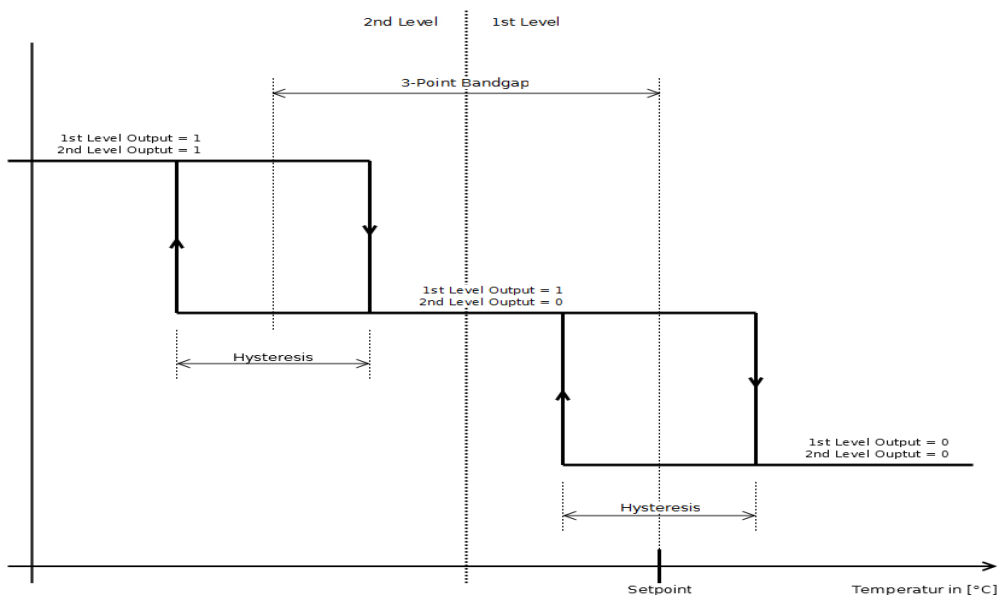 2nd Level
1st Level
3-Point Bandgap
1st Level Output = 1
2nd Level Ouptut = 1
1st Level Output = 1
2nd Level Ouptut = 0
Hysteresis
1st Level Output = 0
2nd Level Ouptut = 0
Hysteresis
Setpoint
Temperatur in [°C]